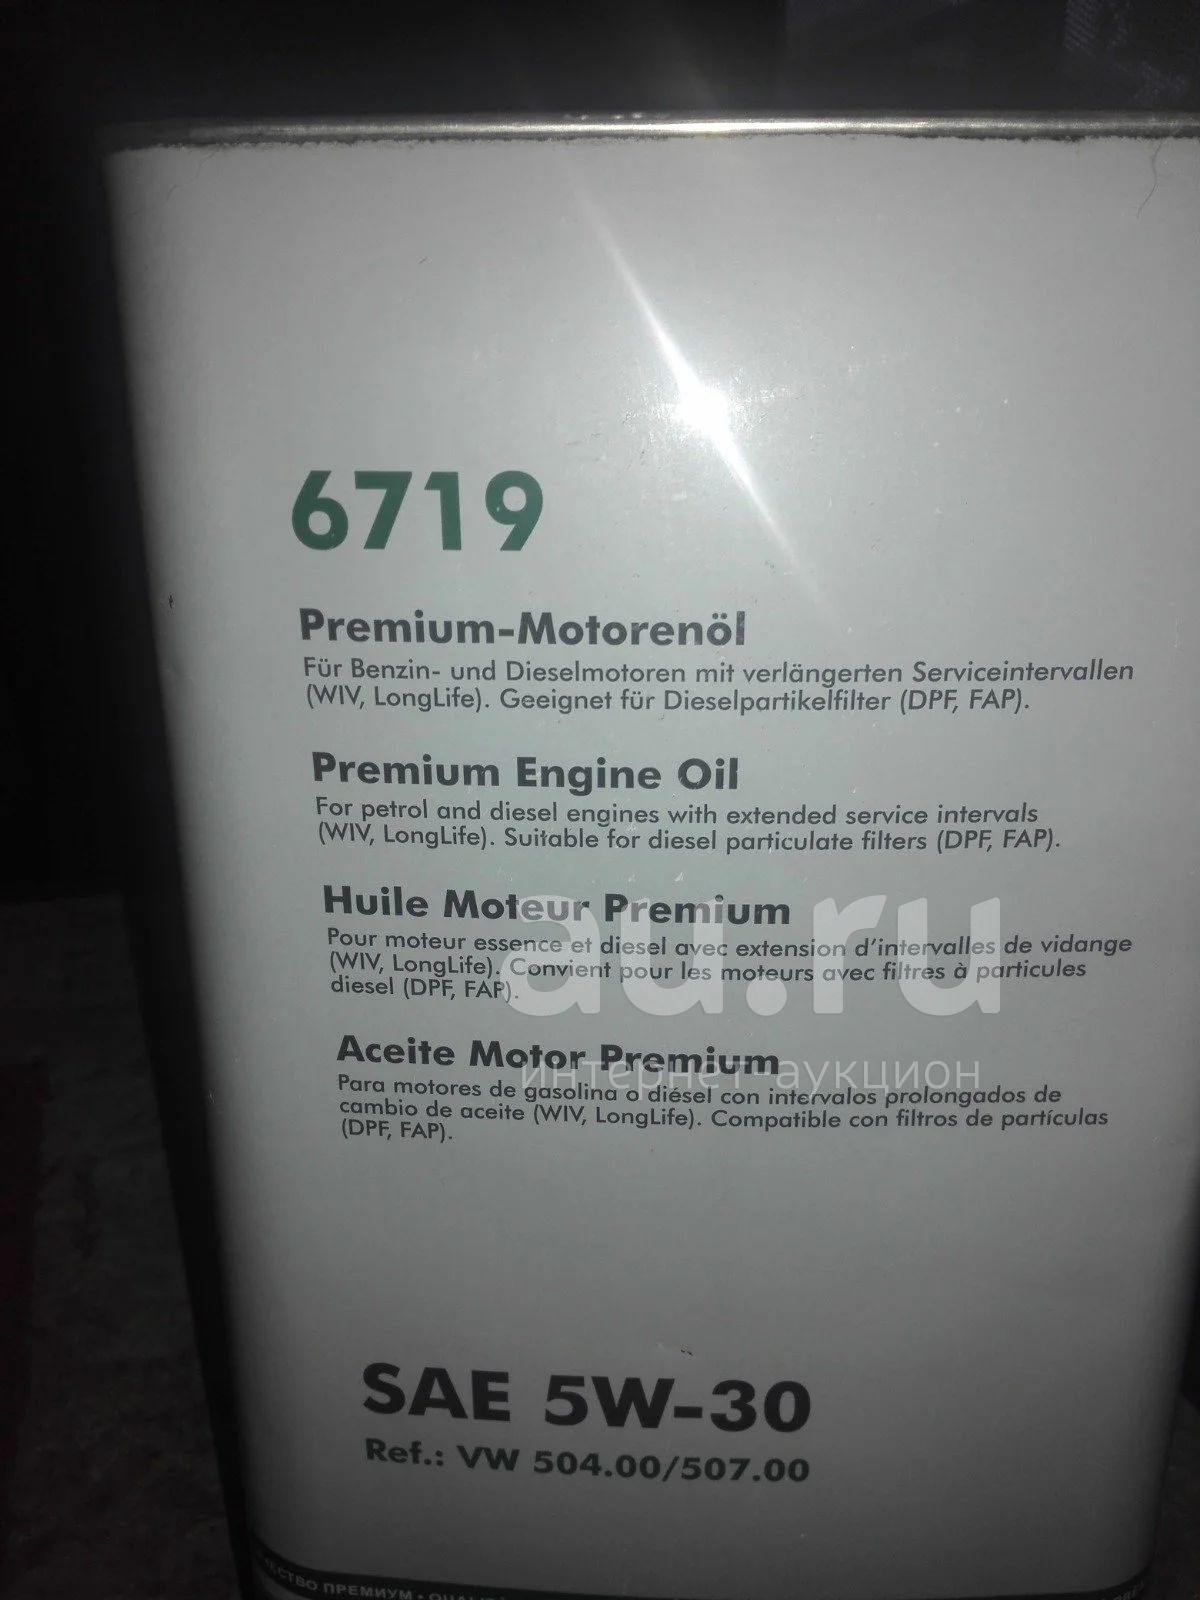 6719
Premium-Motorenöl
Für Benzin- und Dieselmotoren mit verlängerten Serviceintervallen
(WIV, LongLife). Geeignet für Dieselpartikelfilter (DPF, FAP).
Premium Engine Oil
For petrol and diesel engines with extended service intervals
(WIV, LongLife). Suitable for diesel particulate filters (DPF, FAP).
Huile Moteur Premium
Pour moteur essence et diesel avec extension d'intervalles de vidange
(WIV, LongLife). Convient pour les moteurs avec filtres à particules
diesel (DPF, FAP).
au.ru
Aceite Motor Premium
интернет-аукцион
Para motores de gasolina o diésel con intervalos prolongados de
cambio de aceite (WIV, LongLife). Compatible con filtros de partículas
(DPF, FAP).
SAE 5W-30
Ref.: VW 504.00/507.00
ПРЕМИУМ •